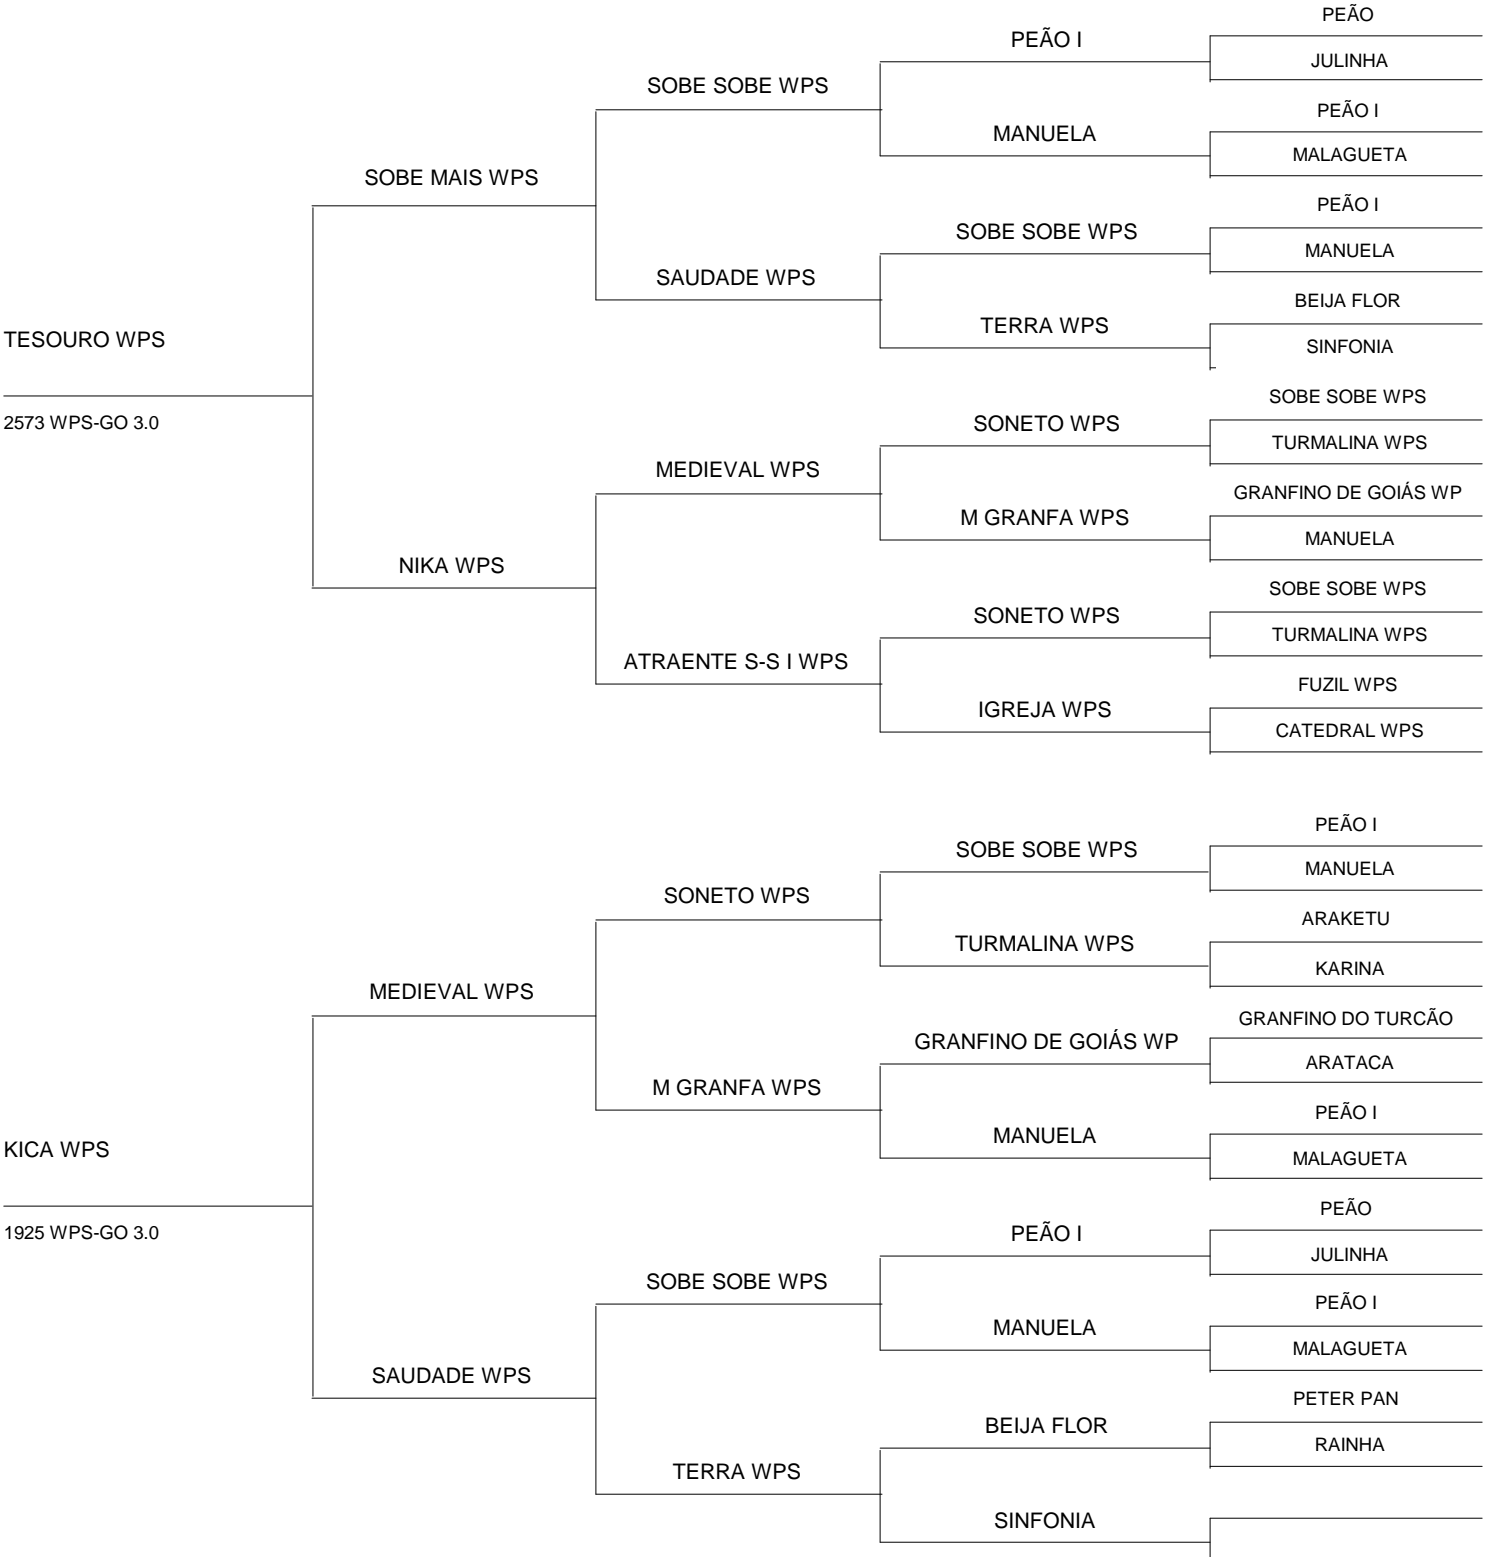 PEÃO
PEÃO I
JULINHA
SOBE SOBE WPS
PEÃO I
MANUELA
MALAGUETA
SOBE MAIS WPS
PEÃO I
SOBE SOBE WPS
MANUELA
SAUDADE WPS
BEIJA FLOR
TERRA WPS
SINFONIA
TESOURO WPS
2573 WPS-GO 3.0
SOBE SOBE WPS
SONETO WPS
TURMALINA WPS
MEDIEVAL WPS
GRANFINO DE GOIÁS WP
M GRANFA WPS
MANUELA
NIKA WPS
SOBE SOBE WPS
SONETO WPS
TURMALINA WPS
ATRAENTE S-S I WPS
FUZIL WPS
IGREJA WPS
CATEDRAL WPS
PEÃO I
SOBE SOBE WPS
MANUELA
SONETO WPS
ARAKETU
TURMALINA WPS
KARINA
MEDIEVAL WPS
GRANFINO DO TURCÃO
GRANFINO DE GOIÁS WP
ARATACA
M GRANFA WPS
PEÃO I
MANUELA
MALAGUETA
KICA WPS
1925 WPS-GO 3.0
PEÃO
PEÃO I
JULINHA
SOBE SOBE WPS
PEÃO I
MANUELA
MALAGUETA
SAUDADE WPS
PETER PAN
BEIJA FLOR
RAINHA
TERRA WPS
SINFONIA